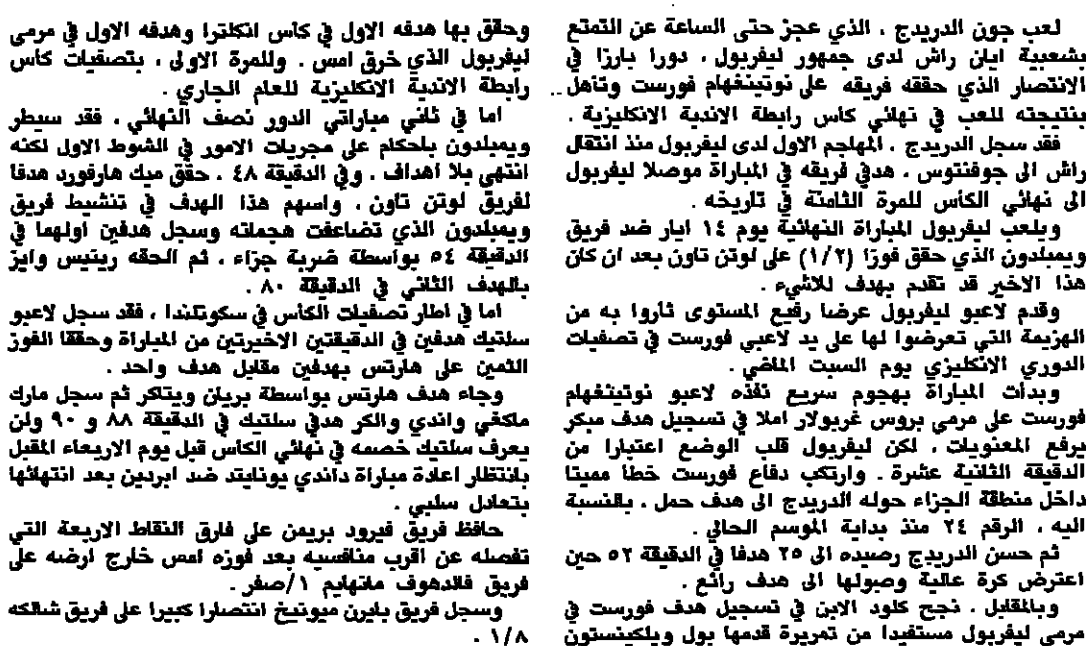 لعب جون الدريدج ، الذي عجز حتى الساعة عن التمتع
بشعبية ايان راش لدى جمهور ليفربول ، دورا بارزا في
الانتصار الذي حققه فريقه على نوتينغهام فورست وتأهل
بنتيجته للعب في نهائي كأس رابطة الاندية الانكليزية .
فقد سجل الدريدج ، المهاجم الاول لدى ليفربول منذ انتقال
راش الى جوفنتوس ، هدفي فريقه في المباراة موصلا ليفربول
الى نهائي الكأس للمرة الثامنة في تاريخه .
ويلعب ليفربول المباراة النهائية يوم ١٤ ايار ضد فريق
ويمبلدون الذي حقق فوزا (١/٢) على لوتن تاون بعد ان كان
هذا الاخير قد تقدم بهدف للاشيء .
وقدم لاعبو ليفربول عرضا رفيع المستوى ثأروا به من
الهزيمة التي تعرضوا لها على يد لاعبي فورست في تصفيات
الدوري الانكليزي يوم السبت الماضي .
وبدأت المباراة بهجوم سريع نفذه لاعبو نوتينغهام
فورست على مرمي بروس غروبولار املا في تسجيل هدف مبكر
يرفع المعنويات ، لكن ليفربول قلب الوضع اعتبارا من
الدقيقة الثانية عشرة . وارتكب دفاع فورست خطأ مميتا
داخل منطقة الجزاء حوله الدريدج الى هدف حمل ، بالنسبة
اليه ، الرقم ٢٤ منذ بداية الموسم الحالي .
ثم حسن الدريدج رصيده الى ٢٥ هدفا في الدقيقة ٥٢ حين
اعترض كرة عالية وصولها الى هدف رائع .
وبالمقابل ، نجح كلود الابن في تسجيل هدف فورست في
مرمى ليفربول مستفيدا من تمريرة قدمها بول ويلكينستون
وحقق بها هدفه الاول في كأس انكلترا وهدفه الاول في مرمى
ليفربول الذي خرق امس ، وللمرة الاولى ، بتصفيات كأس
رابطة الاندية الانكليزية للعام الجاري .
اما في ثاني مباراتي الدور نصف النهائي ، فقد سيطر
ويمبلدون باحكام على مجريات الامور في الشوط الاول لكنه
انتهى بلا اهداف . وفي الدقيقة ٤٨ ، حقق ميك هارفورد هدفا
لفريق لوتن تاون . واسهم هذا الهدف في تنشيط فريق
ويمبلدون الذي تضاعفت هجماته وسجل هدفين اولهما في
الدقيقة ٥٤ بواسطة ضربة جزاء ، ثم الحقه رينيس وايز
بالهدف الثاني في الدقيقة ٨٠ .
اما في اطار تصفيات الكأس في سكوتلندا ، فقد سجل لاعبو
سلتيك هدفين في الدقيقتين الاخيرتين من المباراة وحققا الفوز
الثمين على هارتس بهدفين مقابل هدف واحد .
وجاء هدف هارتس بواسطة بريان ويتاكر ثم سجل مارك
ماكغي واندي والكر هدفي سلتيك في الدقيقة ٨٨ و ٩٠ ولن
يعرف سلتيك خصمه في نهائي الكأس قبل يوم الاربعاء المقبل
بانتظار اعادة مباراة داندي يونايتد ضد ابردين بعد انتهائها
بتعادل سلبي .
حافظ فريق فيرود بريمن على فارق النقاط الاربعة التي
تفصله عن اقرب منافسيه بعد فوزه امس خارج ارضه على
فريق فالدهوف مانهايم ١/صفر .
وسجل فريق بايرن ميونيخ انتصارا كبيرا على فريق شالكه
١/٨ .